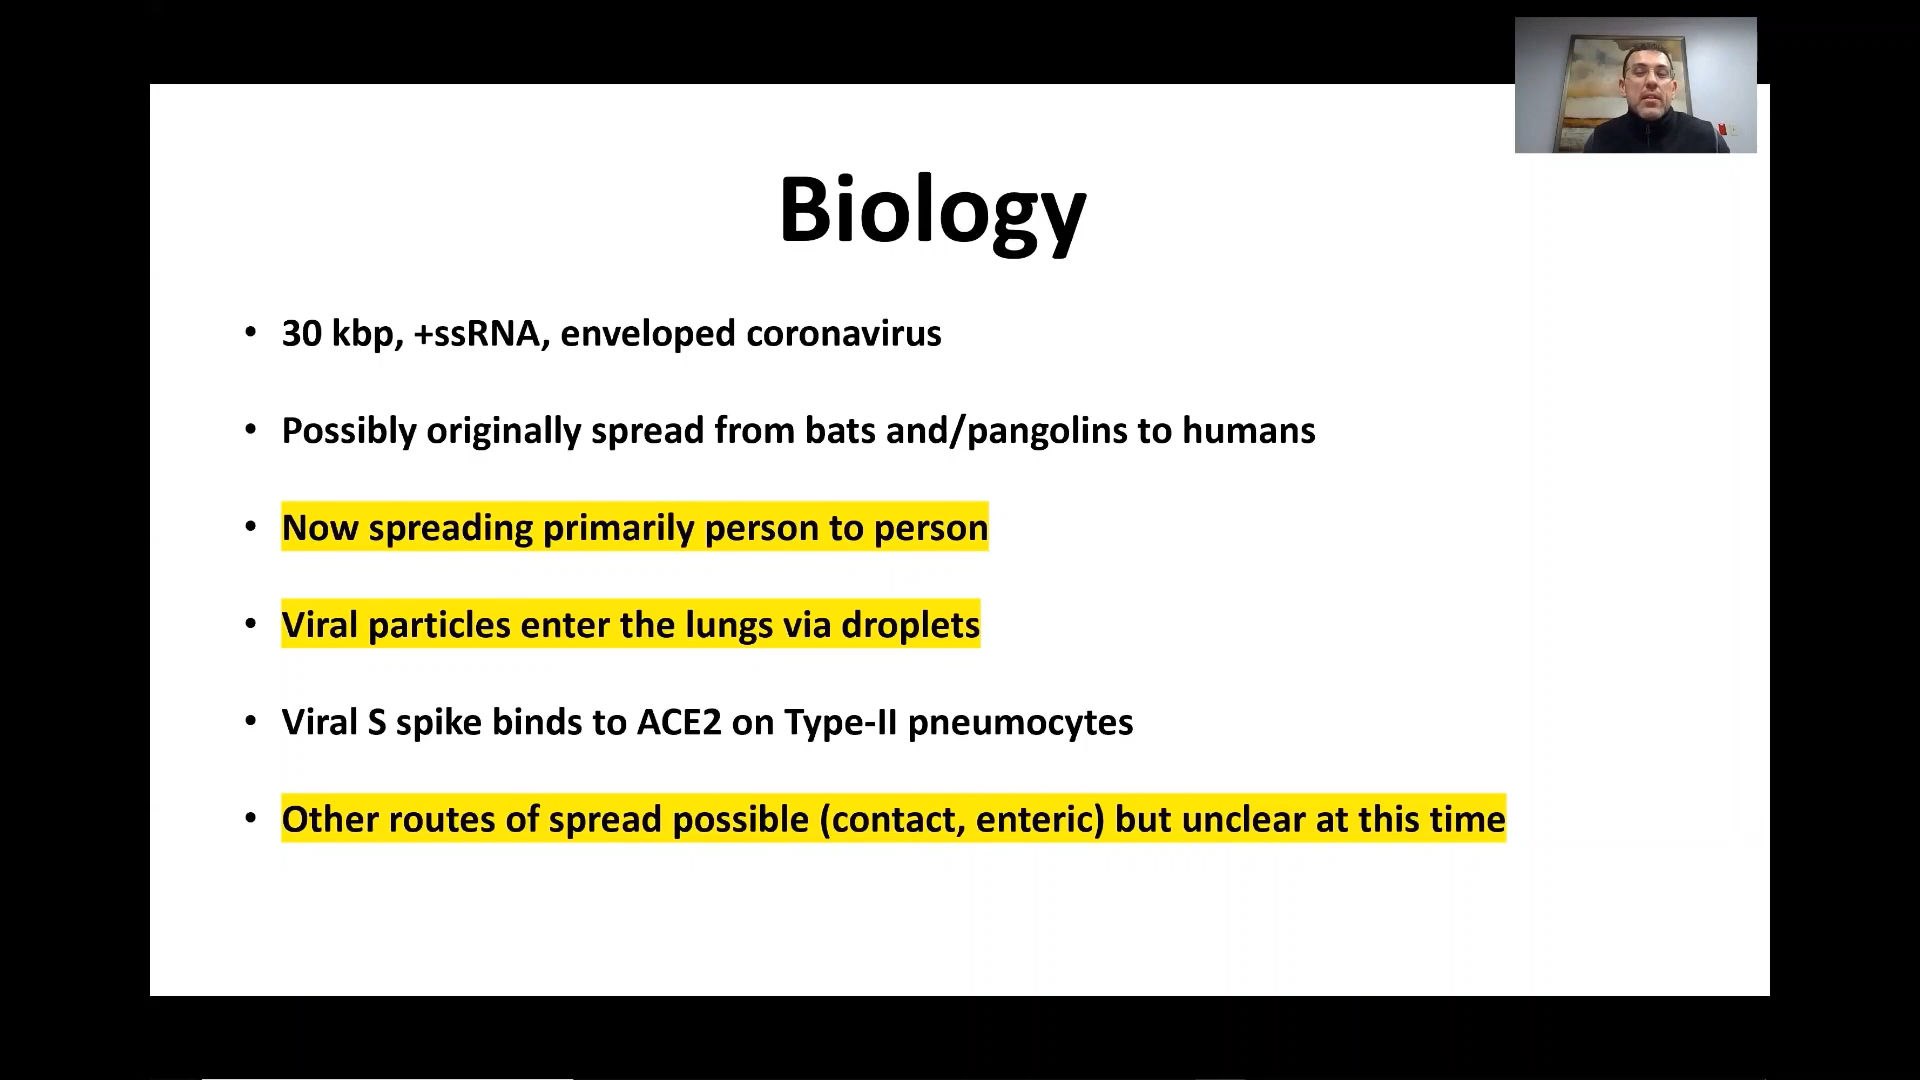 Biology
• 30 kbp, +ssRNA, enveloped coronavirus
• Possibly originally spread from bats and/pangolins to humans
• Now spreading primarily person to person
• Viral particles enter the lungs via droplets
• Viral S spike binds to ACE2 on Type-II pneumocytes
• Other routes of spread possible (contact, enteric) but unclear at this time